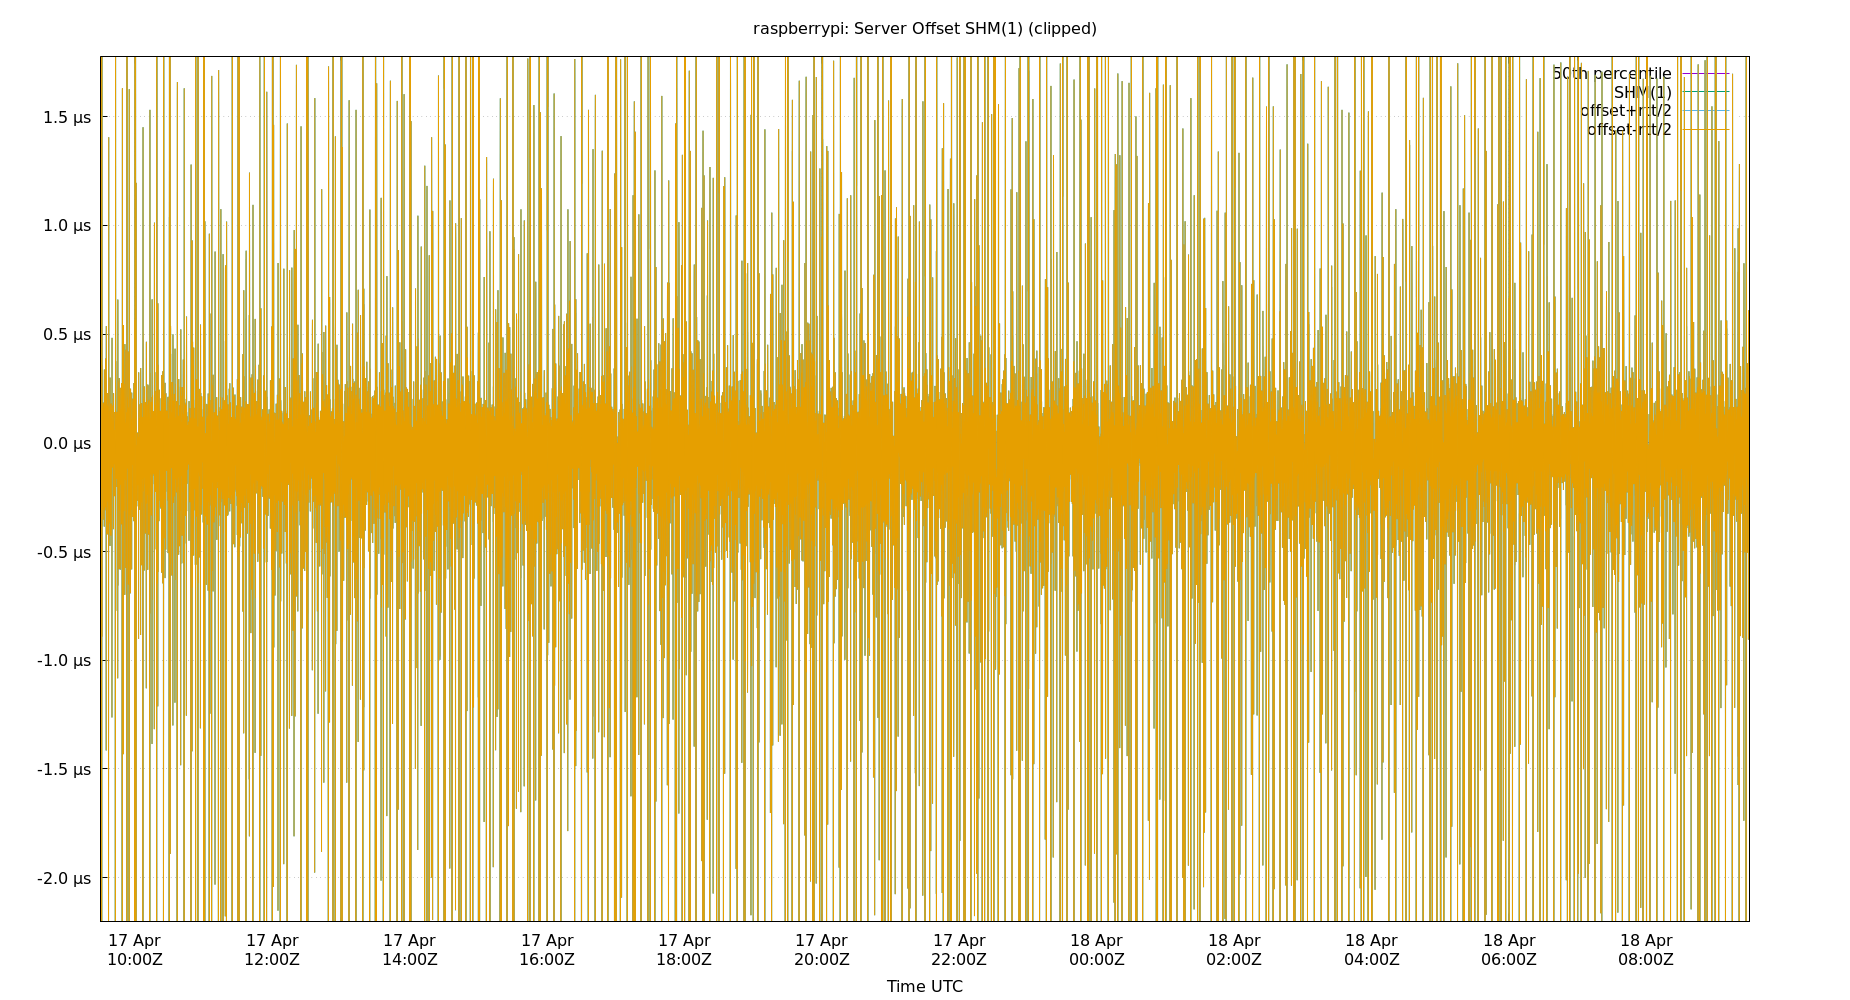 raspberrypi: Server Offset SHM(1) (clipped)
50th percentile
SHM(1)
offset+rtt/2
offset-rtt/2
1.5 µs
1.0 µs
0.5 µs
0.0 µs
-0.5 µs
-1.0 µs
-1.5 µs
-2.0 µs
17 Apr 17 Apr 17 Apr 17 Apr 17 Apr 17 Apr 17 Apr 18 Apr 18 Apr 18 Apr 18 Apr 18 Apr
10:00Z 12:00Z 14:00Z 16:00Z 18:00Z 20:00Z 22:00Z 00:00Z 02:00Z 04:00Z 06:00Z 08:00Z
Time UTC